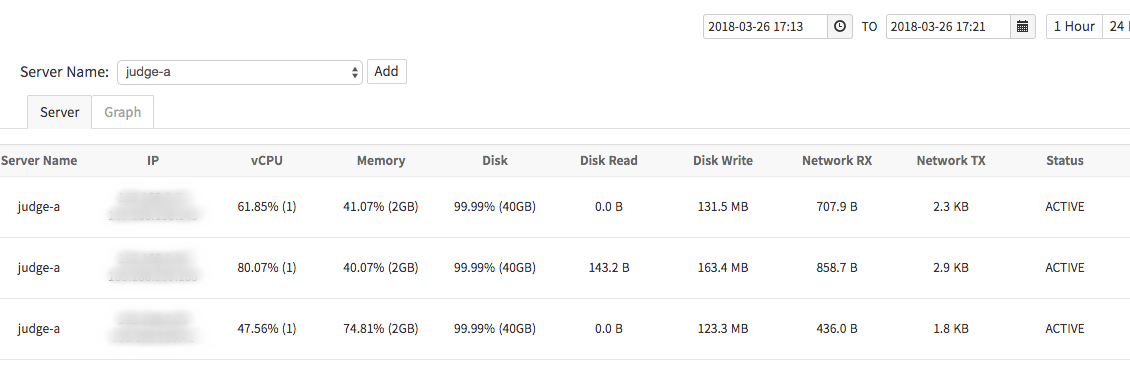 2018-03-26 17:13 TO 2018-03-26 17:21 1 Hour 24
Server Name: judge-a Add
Server Graph
Server Name IP vCPU Memory Disk Disk Read Disk Write Network RX Network TX Status
judge-a 61.85% (1) 41.07% (2GB) 99.99% (40GB) 0.0 B 131.5 MB 707.9 B 2.3 KB ACTIVE
judge-a 80.07% (1) 40.07% (2GB) 99.99% (40GB) 143.2 B 163.4 MB 858.7 B 2.9 KB ACTIVE
judge-a 47.56% (1) 74.81% (2GB) 99.99% (40GB) 0.0 B 123.3 MB 436.0 B 1.8 KB ACTIVE